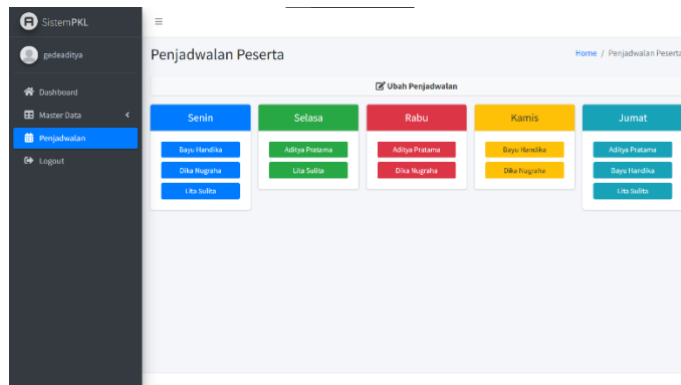 R SistemPKL
gedeaditya
Dashboard
Master Data
Penjadwalan
Logout
Penjadwalan Peserta
Home / Penjadwalan Peserta
Ubah Penjadwalan
Senin
Bayu Handika
Dika Nugraha
Lita Sulita
Selasa
Aditya Pratama
Lita Sulita
Rabu
Aditya Pratama
Dika Nugraha
Kamis
Bayu Handika
Dika Nugraha
Jumat
Aditya Pratama
Bayu Handika
Lita Sulita